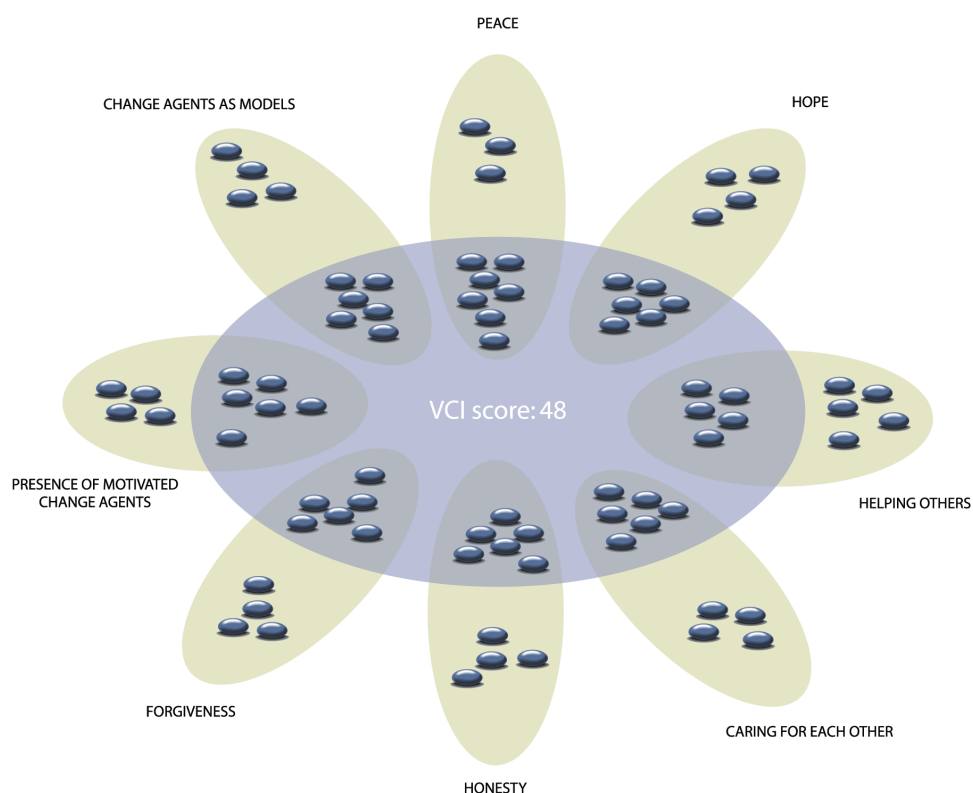 PEACE
HOPE
CHANGE AGENTS AS MODELS
VCI score: 48
PRESENCE OF MOTIVATED
CHANGE AGENTS
HELPING OTHERS
FORGIVENESS
CARING FOR EACH OTHER
HONESTY